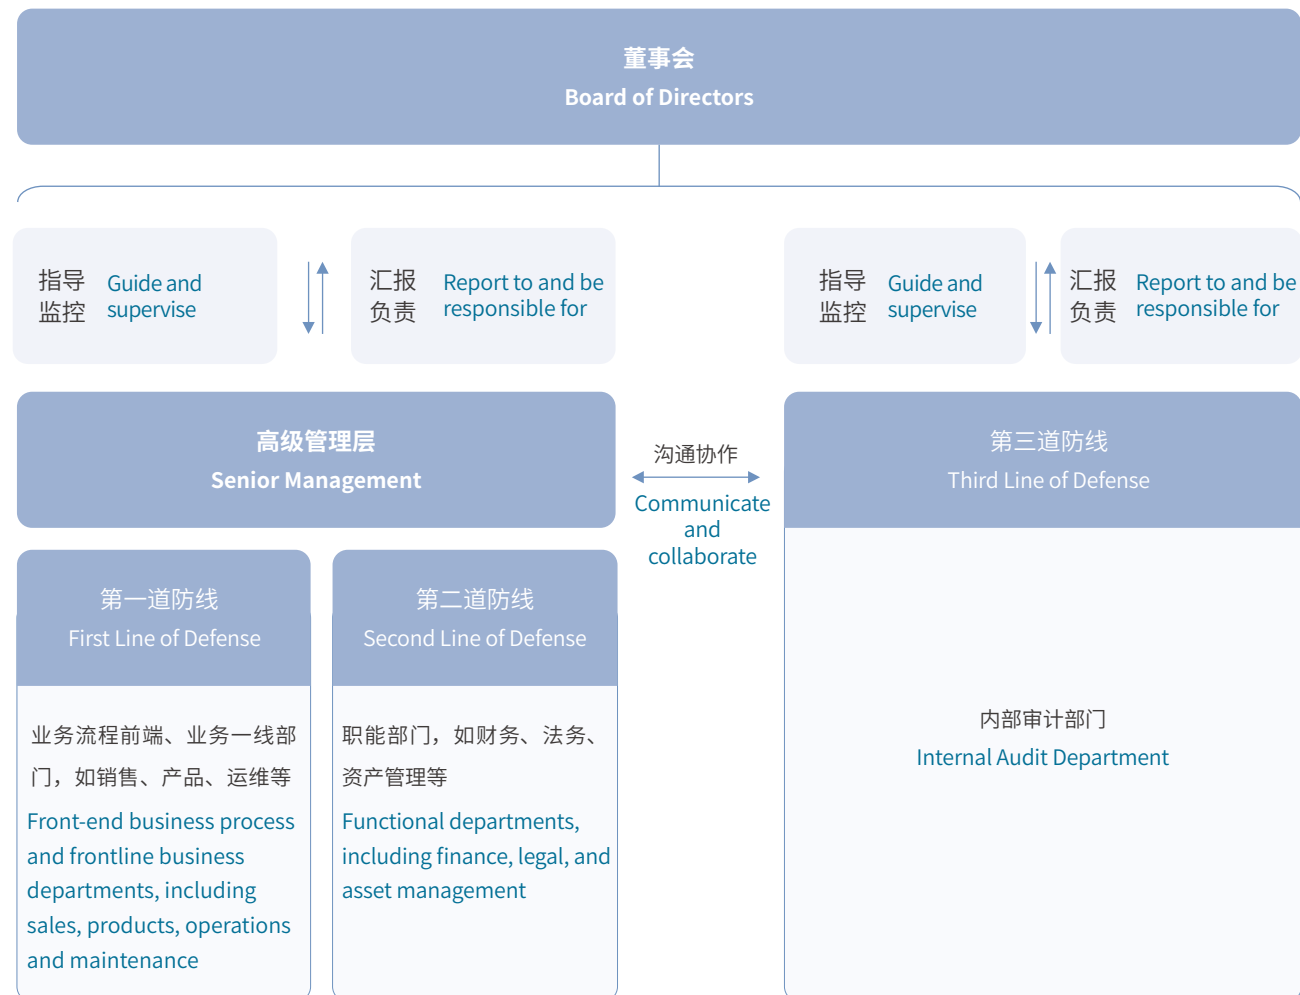 董事会
Board of Directors
指导
监控
Guide and
supervise
汇报
负责
Report to and be
responsible for
指导
监控
Guide and
supervise
汇报
负责
Report to and be
responsible for
高级管理层
Senior Management
沟通协作
Communicate
and
collaborate
第三道防线
Third Line of Defense
第一道防线
First Line of Defense
业务流程前端、业务一线部
门，如销售、产品、运维等
Front-end business process
and frontline business
departments, including
sales, products, operations
and maintenance
第二道防线
Second Line of Defense
职能部门，如财务、法务、
资产管理等
Functional departments,
including finance, legal, and
asset management
内部审计部门
Internal Audit Department